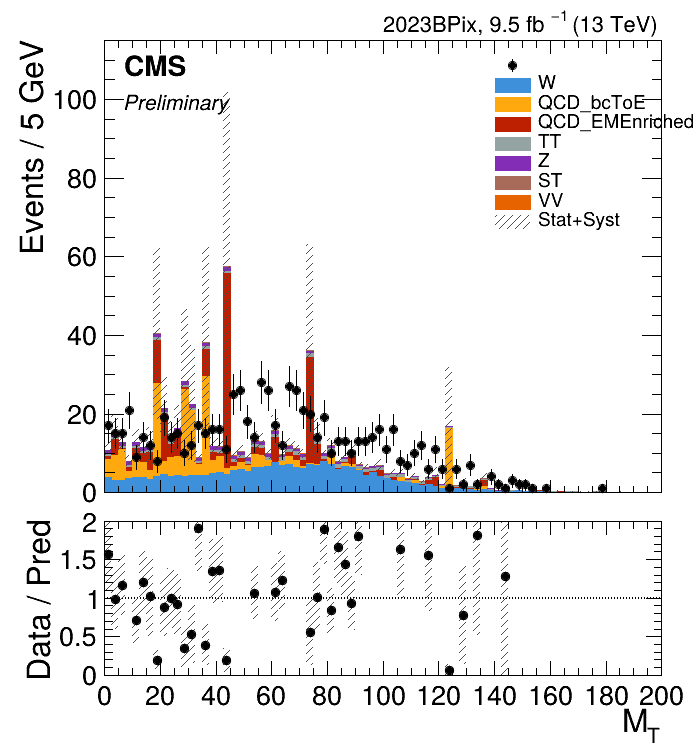 2023BPix, 9.5 fb⁻¹ (13 TeV)
CMS
Preliminary
W
QCD_bcToE
QCD_EMEnriched
TT
Z
ST
VV
Stat+Syst
Events / 5 GeV
100
80
60
40
20
0
Data / Pred
2
1.5
1
0.5
0
0 20 40 60 80 100 120 140 160 180 200
M_T